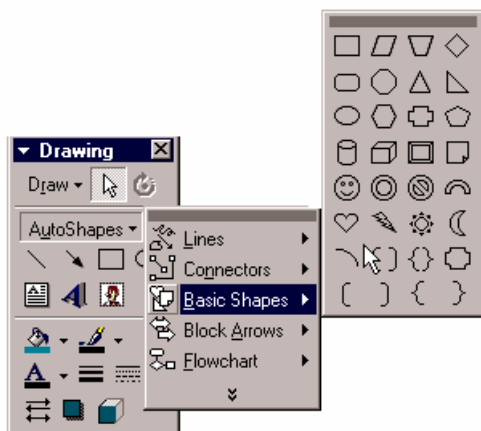 Drawing
Draw
AutoShapes
Lines
Connectors
Basic Shapes
Block Arrows
Flowchart